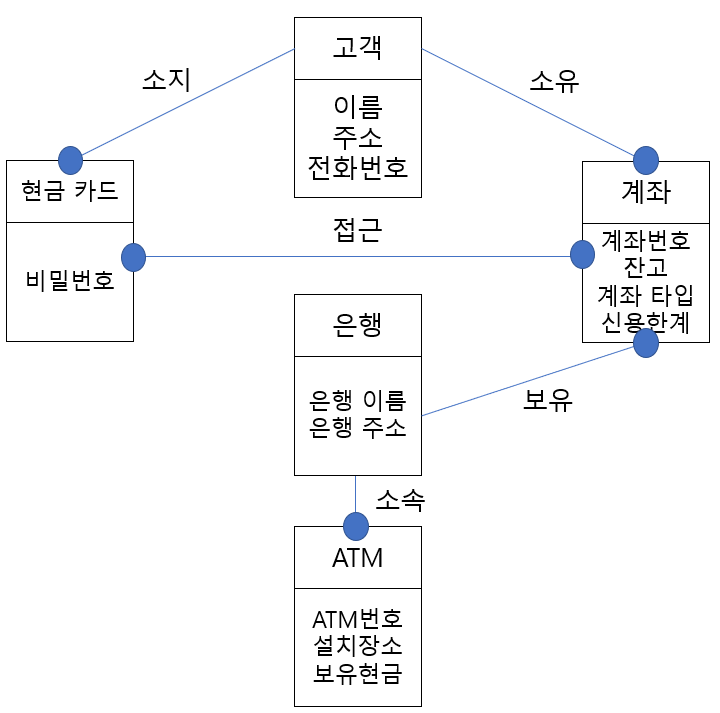 고객
이름
주소
전화번호
소지
소유
현금 카드
비밀번호
접근
계좌
계좌번호
잔고
계좌 타입
신용한계
은행
은행 이름
은행 주소
보유
소속
ATM
ATM번호
설치장소
보유현금